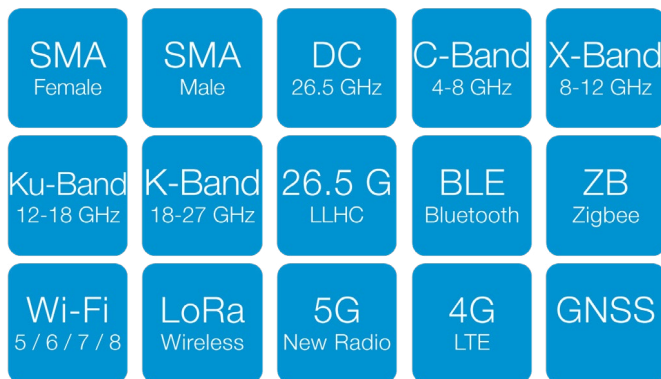 SMA
Female
SMA
Male
DC
26.5 GHz
C-Band
4-8 GHz
X-Band
8-12 GHz
Ku-Band
12-18 GHz
K-Band
18-27 GHz
26.5 G
LLHC
BLE
Bluetooth
ZB
Zigbee
Wi-Fi
5 / 6 / 7 / 8
LoRa
Wireless
5G
New Radio
4G
LTE
GNSS